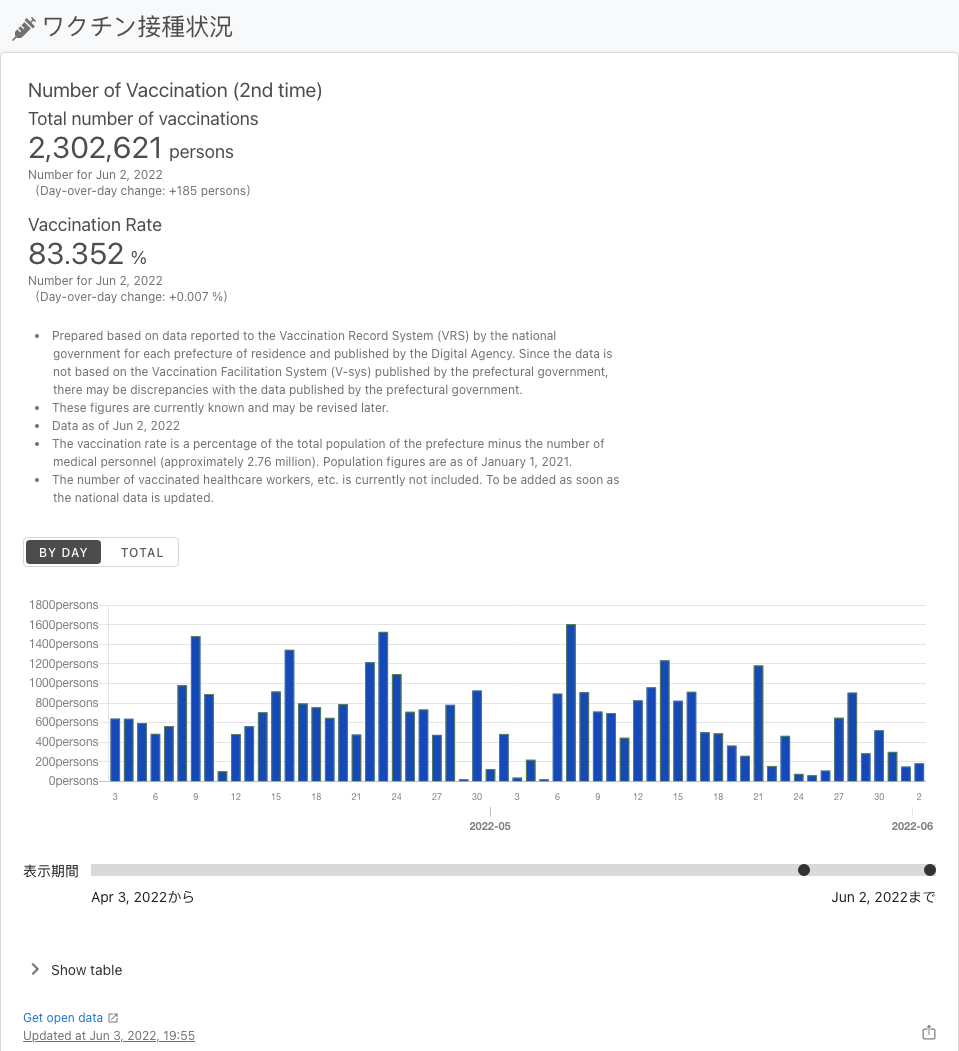 ワクチン接種状況
Number of Vaccination (2nd time)
Total number of vaccinations
2,302,621 persons
Number for Jun 2, 2022
(Day-over-day change: +185 persons)
Vaccination Rate
83.352 %
Number for Jun 2, 2022
(Day-over-day change: +0.007 %)
• Prepared based on data reported to the Vaccination Record System (VRS) by the national
government for each prefecture of residence and published by the Digital Agency. Since the data is
not based on the Vaccination Facilitation System (V-sys) published by the prefectural government,
there may be discrepancies with the data published by the prefectural government.
• These figures are currently known and may be revised later.
• Data as of Jun 2, 2022
• The vaccination rate is a percentage of the total population of the prefecture minus the number of
medical personnel (approximately 2.76 million). Population figures are as of January 1, 2021.
• The number of vaccinated healthcare workers, etc. is currently not included. To be added as soon as
the national data is updated.
BY DAY TOTAL
1800persons
1600persons
1400persons
1200persons
1000persons
800persons
600persons
400persons
200persons
0persons
3 6 9 12 15 18 21 24 27 30 3 6 9 12 15 18 21 24 27 30 2
2022-05 2022-06
表示期間
Apr 3, 2022から Jun 2, 2022まで
Show table
Get open data
Updated at Jun 3, 2022, 19:55